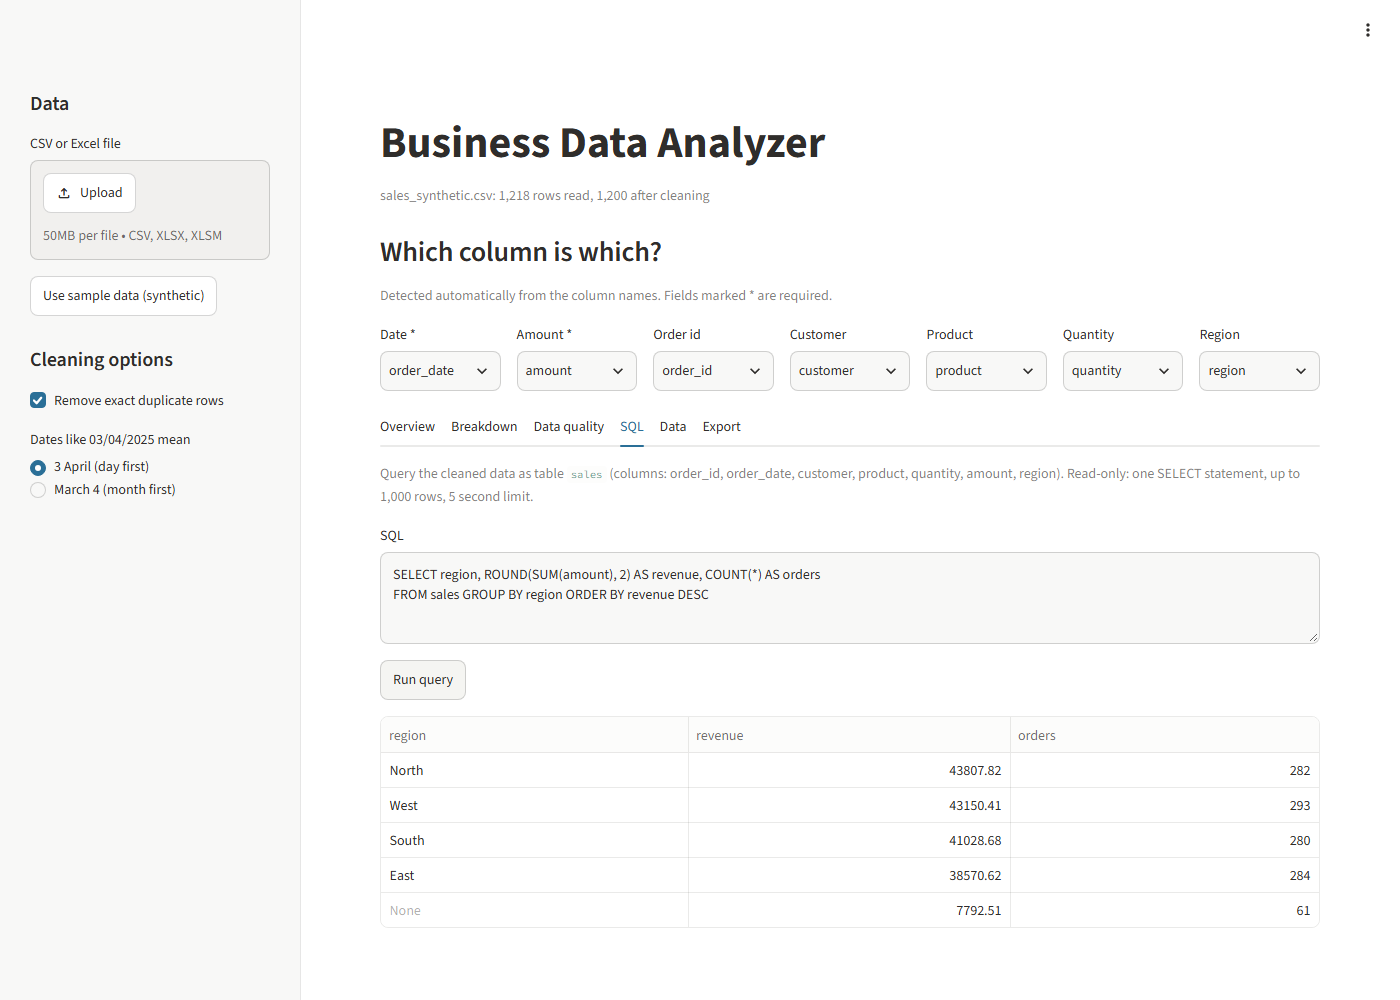 Data
CSV or Excel file
Upload
50MB per file • CSV, XLSX, XLSM
Use sample data (synthetic)
Cleaning options
Remove exact duplicate rows
Dates like 03/04/2025 mean
3 April (day first)
March 4 (month first)
Business Data Analyzer
sales_synthetic.csv: 1,218 rows read, 1,200 after cleaning
Which column is which?
Detected automatically from the column names. Fields marked * are required.
Date * Amount * Order id Customer Product Quantity Region
order_date amount order_id customer product quantity region
Overview Breakdown Data quality SQL Data Export
Query the cleaned data as table sales (columns: order_id, order_date, customer, product, quantity, amount, region). Read-only: one SELECT statement, up to
1,000 rows, 5 second limit.
SQL
SELECT region, ROUND(SUM(amount), 2) AS revenue, COUNT(*) AS orders
FROM sales GROUP BY region ORDER BY revenue DESC
Run query
region revenue orders
North 43807.82 282
West 43150.41 293
South 41028.68 280
East 38570.62 284
None 7792.51 61